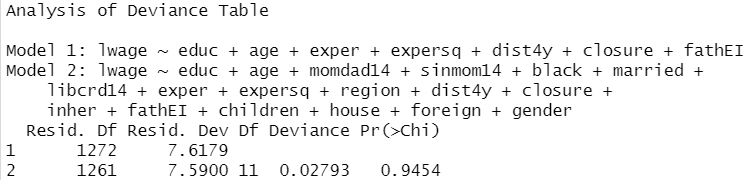 Analysis of Deviance Table
Model 1: lwage ~ educ + age + exper + expersq + dist4y + closure + fathEI
Model 2: lwage ~ educ + age + momdad14 + sinmom14 + black + married +
libcrd14 + exper + expersq + region + dist4y + closure +
inher + fathEI + children + house + foreign + gender
Resid. Df Resid. Dev Df Deviance Pr(>Chi)
1 1272 7.6179
2 1261 7.5900 11 0.02793 0.9454